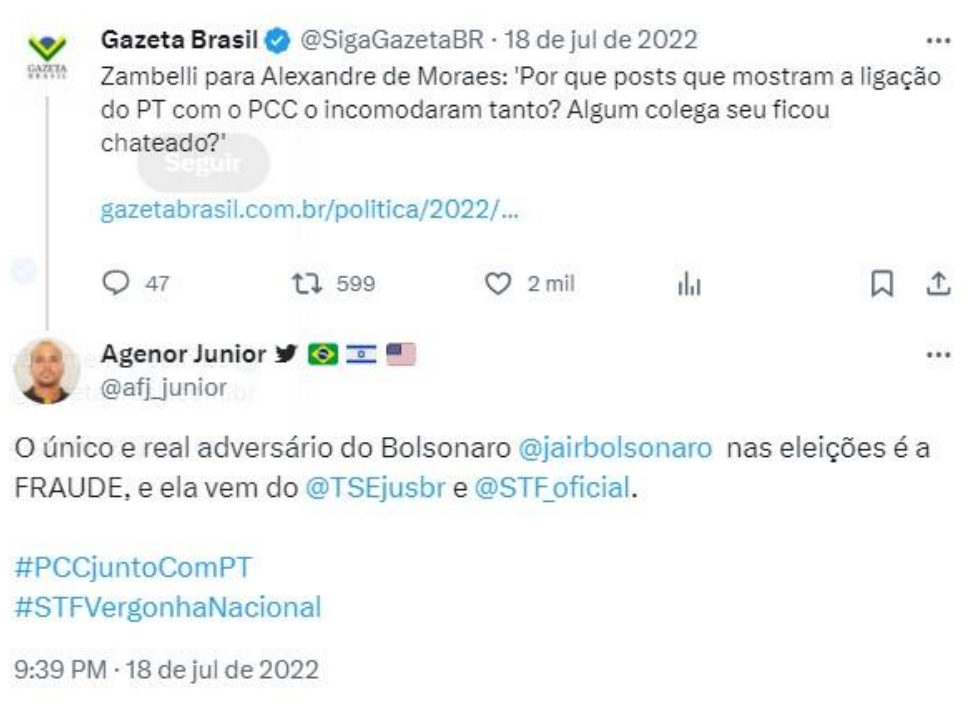 Gazeta Brasil @SigaGazetaBR · 18 de jul de 2022
GAZETA
BRASIL
Zambelli para Alexandre de Moraes: 'Por que posts que mostram a ligação
do PT com o PCC o incomodaram tanto? Algum colega seu ficou
chateado?'
Seguir
gazetabrasil.com.br/politica/2022/...
47 599 2 mil
Agenor Junior
@afj_junior
O único e real adversário do Bolsonaro @jairbolsonaro nas eleições é a
FRAUDE, e ela vem do @TSEjusbr e @STF_oficial.
#PCCjuntoComPT
#STFVergonhaNacional
9:39 PM · 18 de jul de 2022